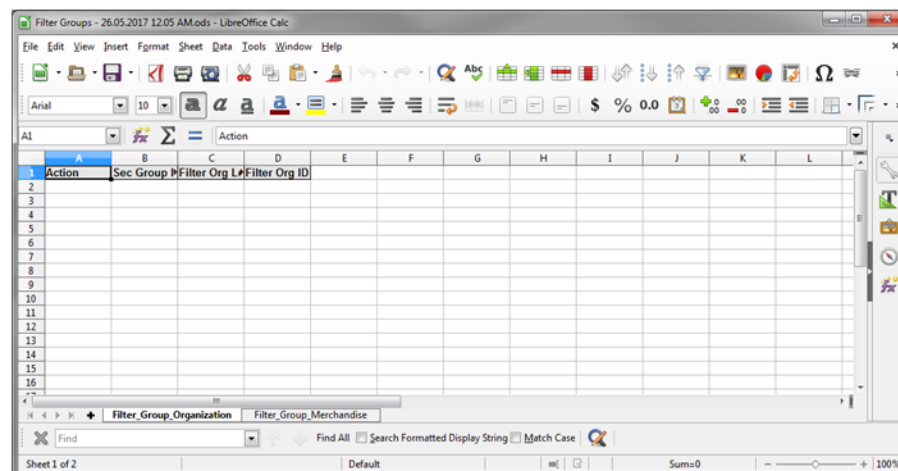 Filter Groups - 26.05.2017 12.05 AM.ods - LibreOffice Calc
File Edit View Insert Format Sheet Data Tools Window Help
Abc
Arial 10 a a a $ % 0.0
A1 Action
A B C D E F G H I J K L
1 Action Sec Group Filter Org L Filter Org ID
2
3
4
5
6
7
8
9
10
11
12
13
14
15
16
Filter_Group_Organization Filter_Group_Merchandise
Find Find All Search Formatted Display String Match Case
Sheet 1 of 2 Default Sum=0 100%